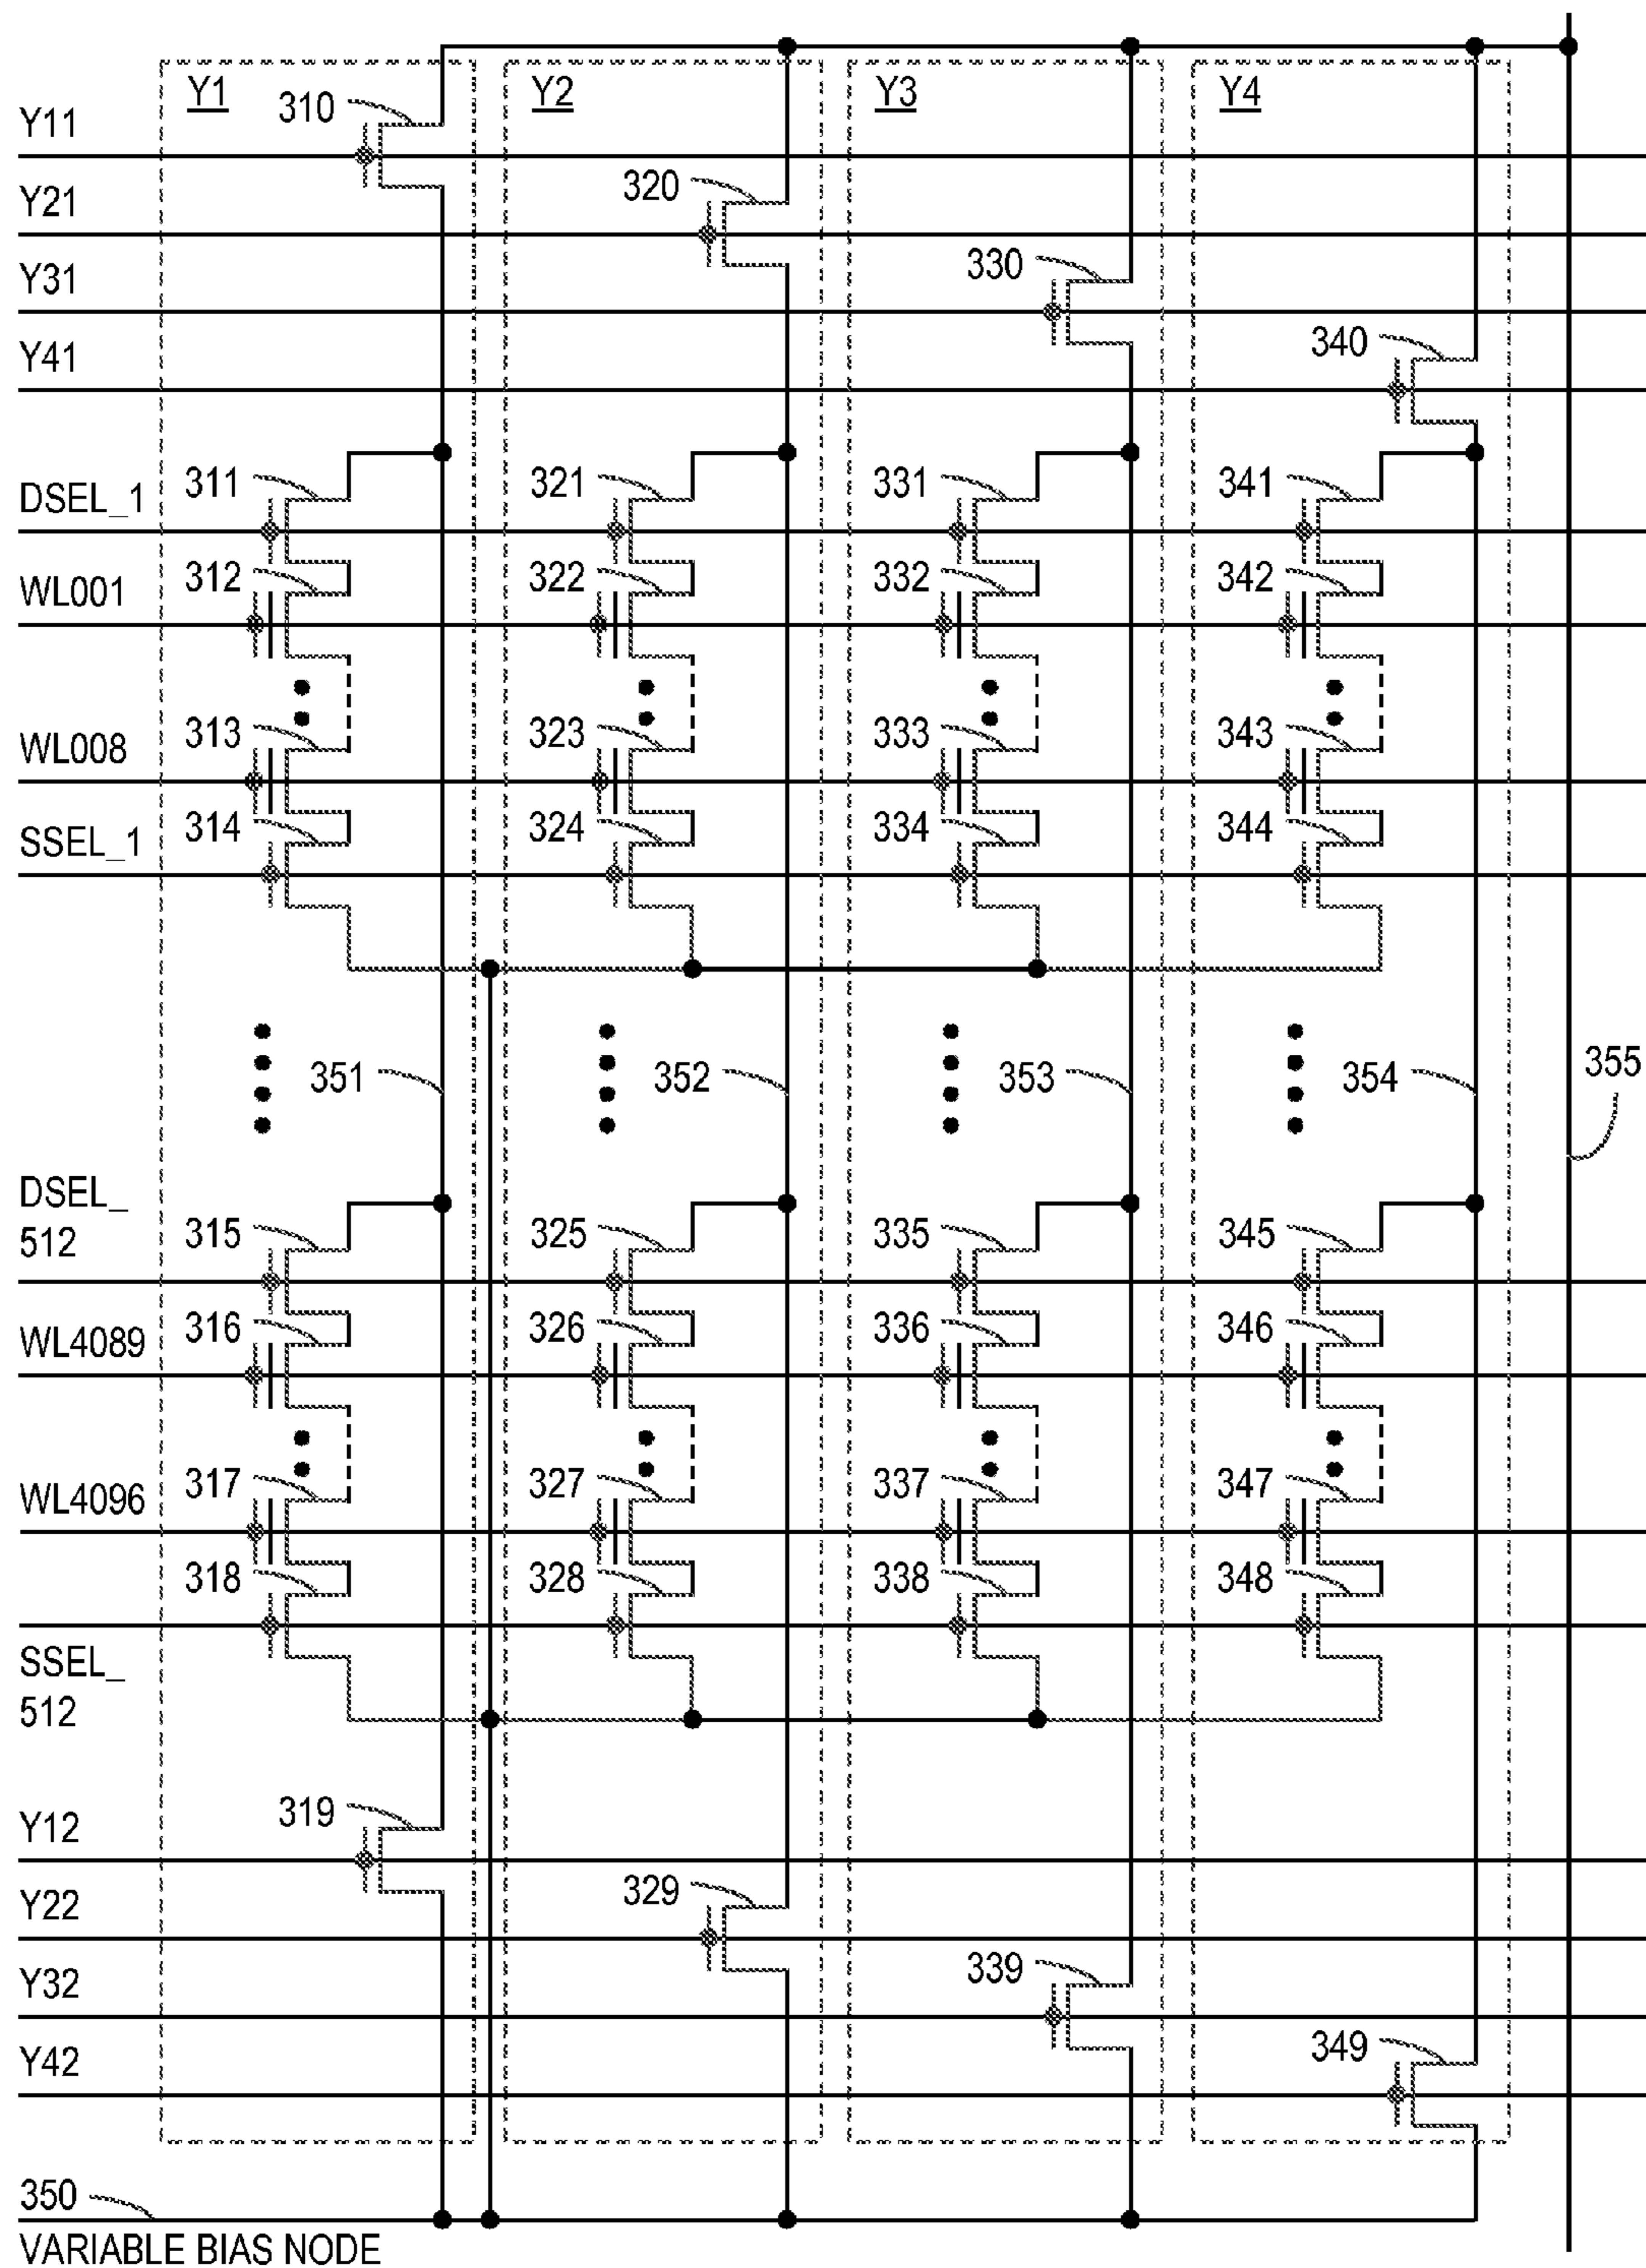 Y1 Y2 Y3 Y4
310
Y11
320
Y21
330
Y31
340
Y41
311 321 331 341
DSEL_1
312 322 332 342
WL001
313 323 333 343
WL008
314 324 334 344
SSEL_1
355
351 352 353 354
DSEL_
512
315 325 335 345
316 326 336 346
WL4089
317 327 337 347
WL4096
318 328 338 348
SSEL_
512
319
Y12
329
Y22
339
Y32
349
Y42
350
VARIABLE BIAS NODE